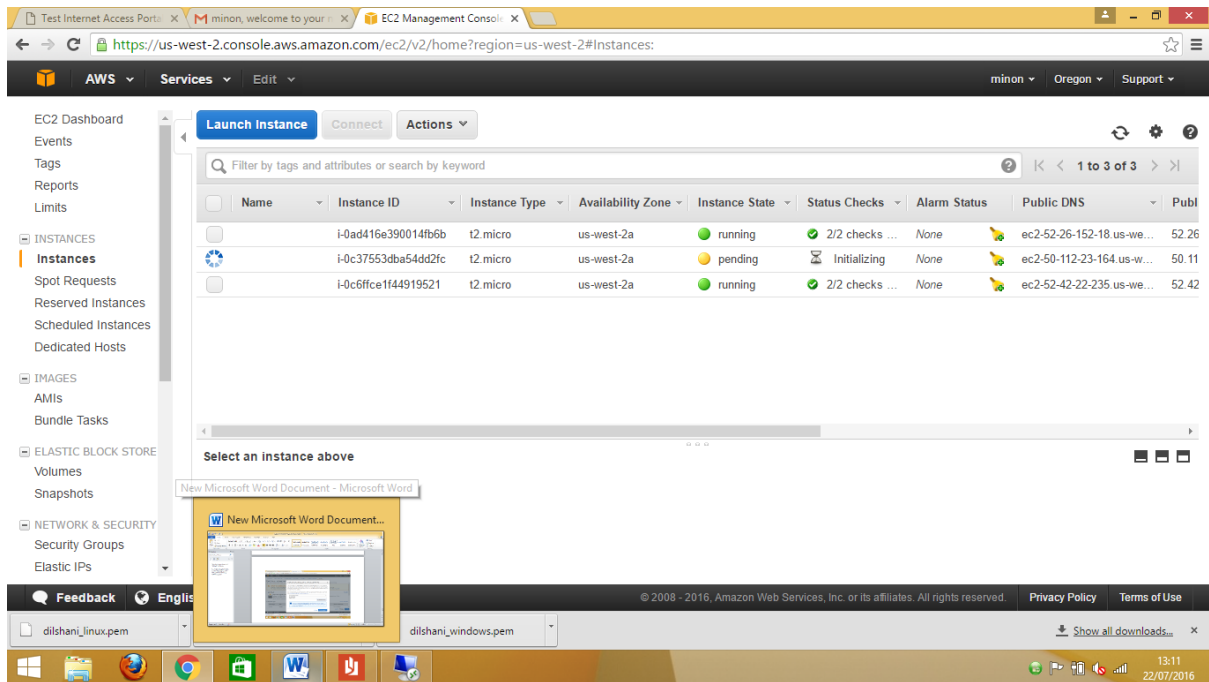 Test Internet Access Porta
minon, welcome to your
EC2 Management Console
https://us-west-2.console.aws.amazon.com/ec2/v2/home?region=us-west-2#Instances:
AWS Services Edit minon Oregon Support
EC2 Dashboard
Events
Tags
Reports
Limits
INSTANCES
Instances
Spot Requests
Reserved Instances
Scheduled Instances
Dedicated Hosts
IMAGES
AMIs
Bundle Tasks
ELASTIC BLOCK STORE
Volumes
Snapshots
NETWORK & SECURITY
Security Groups
Elastic IPs
Launch Instance Connect Actions
Filter by tags and attributes or search by keyword 1 to 3 of 3
Name Instance ID Instance Type Availability Zone Instance State Status Checks Alarm Status Public DNS Publ
i-0ad416e390014fb6b t2.micro us-west-2a running 2/2 checks ... None ec2-52-26-152-18.us-we... 52.26
i-0c37553dba54dd2fc t2.micro us-west-2a pending Initializing None ec2-50-112-23-164.us-w... 50.11
i-0c6ffce1f44919521 t2.micro us-west-2a running 2/2 checks ... None ec2-52-42-22-235.us-we... 52.42
Select an instance above
New Microsoft Word Document - Microsoft Word
New Microsoft Word Document...
Feedback Englis © 2008 - 2016, Amazon Web Services, Inc. or its affiliates. All rights reserved. Privacy Policy Terms of Use
dilshani_linux.pem dilshani_windows.pem Show all downloads...
13:11
22/07/2016